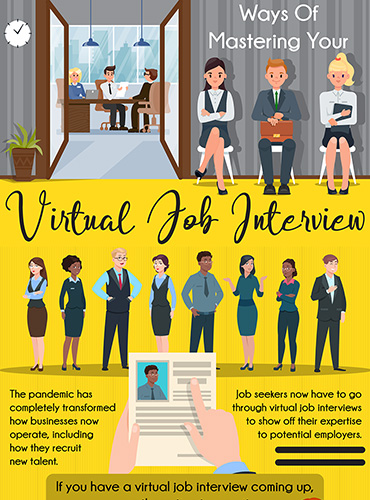 Ways Of
Mastering Your
Virtual Job Interview
The pandemic has
completely transformed
how businesses now
operate, including
how they recruit
new talent.
Job seekers now have to go
through virtual job interviews
to show off their expertise
to potential employers.
If you have a virtual job interview coming up,